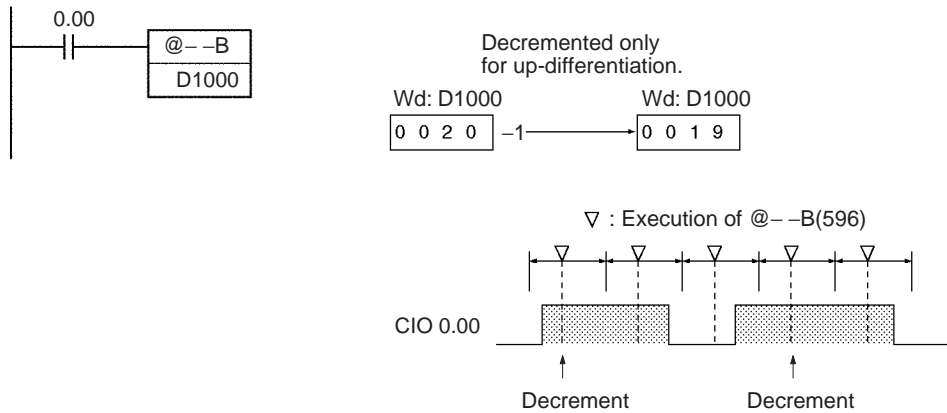 0.00
@– –B
D1000
Decremented only
for up-differentiation.
Wd: D1000 Wd: D1000
0 0 2 0 –1 0 0 1 9
▽ : Execution of @– –B(596)
CIO 0.00
Decrement Decrement